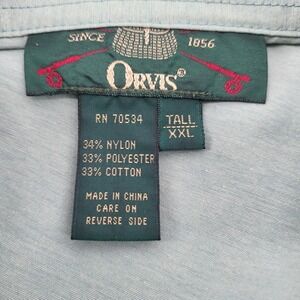 SINCE 1856
ORVIS®
RN 70534
TALL
XXL
34% NYLON
33% POLYESTER
33% COTTON
MADE IN CHINA
CARE ON
REVERSE SIDE